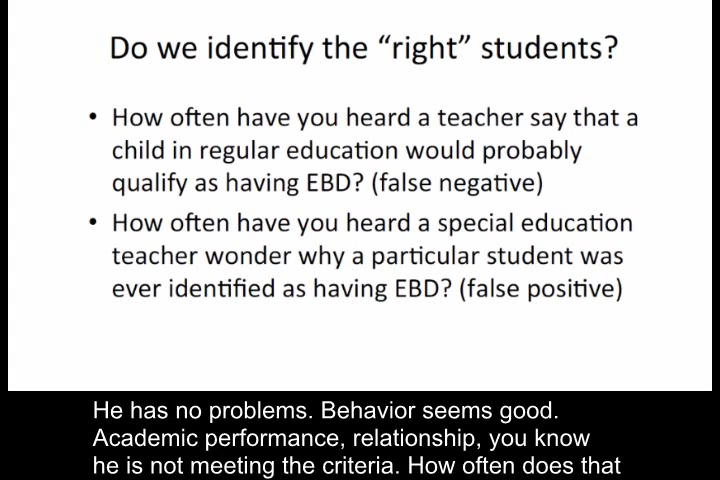 Do we identify the “right” students?
• How often have you heard a teacher say that a
child in regular education would probably
qualify as having EBD? (false negative)
• How often have you heard a special education
teacher wonder why a particular student was
ever identified as having EBD? (false positive)
He has no problems. Behavior seems good.
Academic performance, relationship, you know
he is not meeting the criteria. How often does that